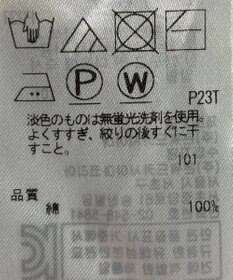 P W
P23T
淡色のものは無蛍光洗剤を使用。
よくすすぎ、絞りの後すぐに干
すこと。
101
品質
綿 100%